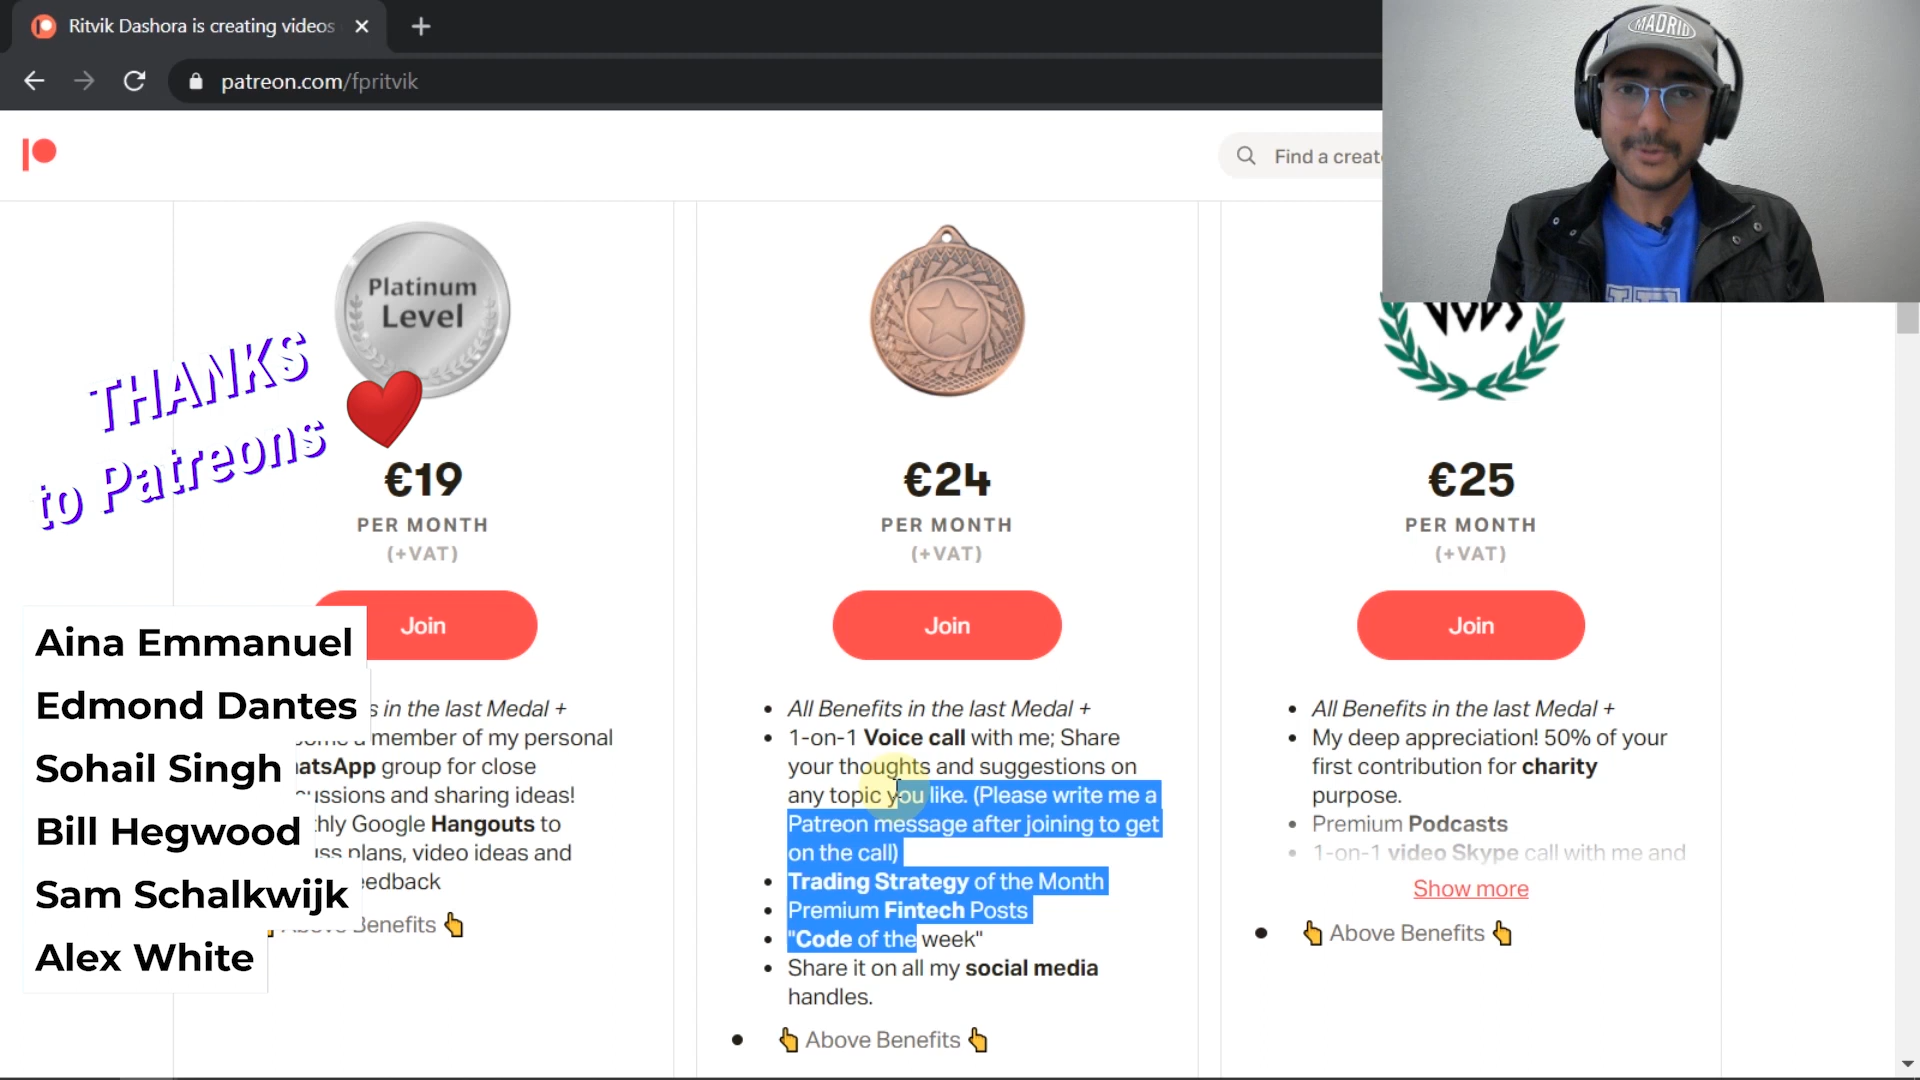 Ritvik Dashora is creating videos
patreon.com/fpritvik
Find a creat
MADRID
Platinum
Level
THANKS
to Patreons
€19
PER MONTH
(+VAT)
Join
€24
PER MONTH
(+VAT)
Join
€25
PER MONTH
(+VAT)
Join
Aina Emmanuel
Edmond Dantes
Sohail Singh
Bill Hegwood
Sam Schalkwijk
Alex White
s in the last Medal +
member of my personal
atsApp group for close
ussions and sharing ideas!
thly Google Hangouts to
uss plans, video ideas and
edback
Above Benefits
All Benefits in the last Medal +
1-on-1 Voice call with me; Share
your thoughts and suggestions on
any topic you like. (Please write me a
Patreon message after joining to get
on the call)
Trading Strategy of the Month
Premium Fintech Posts
"Code of the week"
Share it on all my social media
handles.
Above Benefits
All Benefits in the last Medal +
My deep appreciation! 50% of your
first contribution for charity
purpose.
Premium Podcasts
1-on-1 video Skype call with me and
Show more
Above Benefits